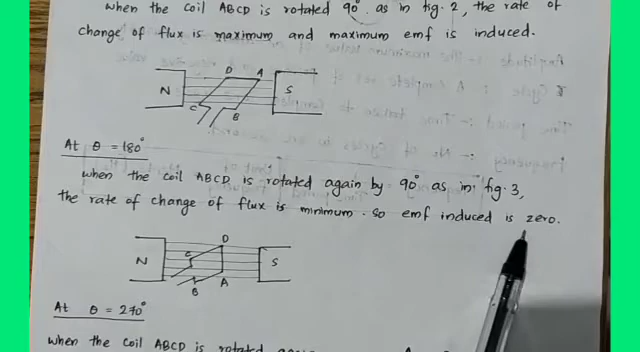 when the coil ABCD is rotated 90° as in fig. 2, the rate of
change of flux is maximum and maximum emf is induced.
N D A S
C B
At θ = 180°
when the coil ABCD is rotated again by 90° as in fig. 3,
the rate of change of flux is minimum. so emf induced is zero.
D
N C S
B A
At θ = 270°
when the coil ABCD is rotated